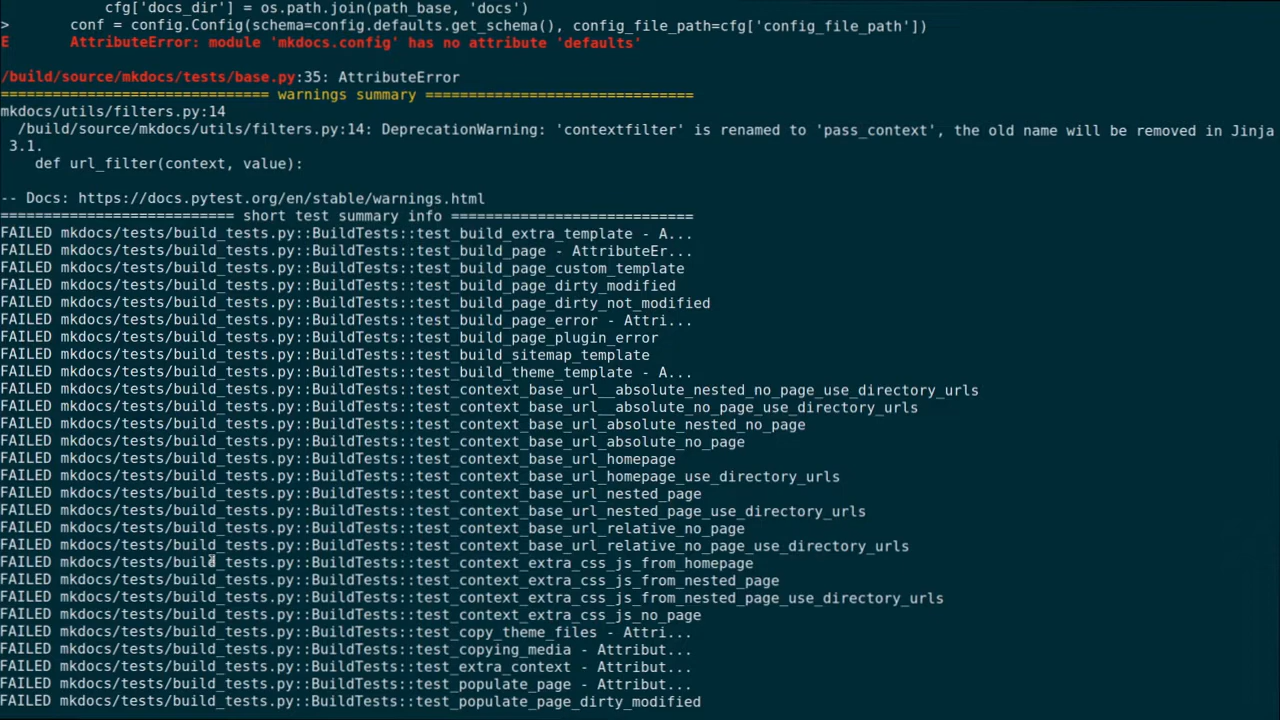 cfg['docs_dir'] = os.path.join(path_base, 'docs')
> conf = config.Config(schema=config.defaults.get_schema(), config_file_path=cfg['config_file_path'])
E AttributeError: module 'mkdocs.config' has no attribute 'defaults'
/build/source/mkdocs/tests/base.py:35: AttributeError
============================== warnings summary ===============================
mkdocs/utils/filters.py:14
/build/source/mkdocs/utils/filters.py:14: DeprecationWarning: 'contextfilter' is renamed to 'pass_context', the old name will be removed in Jinja
3.1.
def url_filter(context, value):
-- Docs: https://docs.pytest.org/en/stable/warnings.html
=========================== short test summary info ============================
FAILED mkdocs/tests/build_tests.py::BuildTests::test_build_extra_template - A...
FAILED mkdocs/tests/build_tests.py::BuildTests::test_build_page - AttributeEr...
FAILED mkdocs/tests/build_tests.py::BuildTests::test_build_page_custom_template
FAILED mkdocs/tests/build_tests.py::BuildTests::test_build_page_dirty_modified
FAILED mkdocs/tests/build_tests.py::BuildTests::test_build_page_dirty_not_modified
FAILED mkdocs/tests/build_tests.py::BuildTests::test_build_page_error - Attri...
FAILED mkdocs/tests/build_tests.py::BuildTests::test_build_page_plugin_error
FAILED mkdocs/tests/build_tests.py::BuildTests::test_build_sitemap_template
FAILED mkdocs/tests/build_tests.py::BuildTests::test_build_theme_template - A...
FAILED mkdocs/tests/build_tests.py::BuildTests::test_context_base_url__absolute_nested_no_page_use_directory_urls
FAILED mkdocs/tests/build_tests.py::BuildTests::test_context_base_url__absolute_no_page_use_directory_urls
FAILED mkdocs/tests/build_tests.py::BuildTests::test_context_base_url_absolute_nested_no_page
FAILED mkdocs/tests/build_tests.py::BuildTests::test_context_base_url_absolute_no_page
FAILED mkdocs/tests/build_tests.py::BuildTests::test_context_base_url_homepage
FAILED mkdocs/tests/build_tests.py::BuildTests::test_context_base_url_homepage_use_directory_urls
FAILED mkdocs/tests/build_tests.py::BuildTests::test_context_base_url_nested_page
FAILED mkdocs/tests/build_tests.py::BuildTests::test_context_base_url_nested_page_use_directory_urls
FAILED mkdocs/tests/build_tests.py::BuildTests::test_context_base_url_relative_no_page
FAILED mkdocs/tests/build_tests.py::BuildTests::test_context_base_url_relative_no_page_use_directory_urls
FAILED mkdocs/tests/build_tests.py::BuildTests::test_context_extra_css_js_from_homepage
FAILED mkdocs/tests/build_tests.py::BuildTests::test_context_extra_css_js_from_nested_page
FAILED mkdocs/tests/build_tests.py::BuildTests::test_context_extra_css_js_from_nested_page_use_directory_urls
FAILED mkdocs/tests/build_tests.py::BuildTests::test_context_extra_css_js_no_page
FAILED mkdocs/tests/build_tests.py::BuildTests::test_copy_theme_files - Attri...
FAILED mkdocs/tests/build_tests.py::BuildTests::test_copying_media - Attribut...
FAILED mkdocs/tests/build_tests.py::BuildTests::test_extra_context - Attribut...
FAILED mkdocs/tests/build_tests.py::BuildTests::test_populate_page - Attribut...
FAILED mkdocs/tests/build_tests.py::BuildTests::test_populate_page_dirty_modified